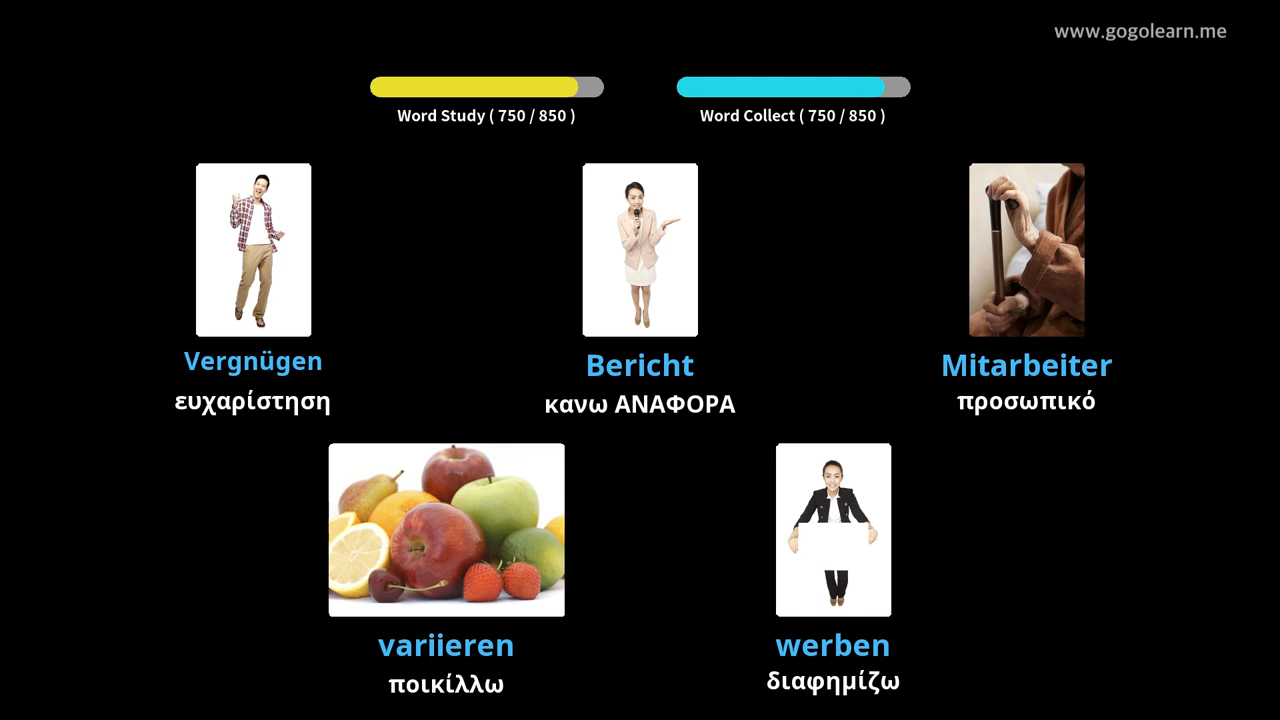 www.gogolearn.me
Word Study ( 750 / 850 )
Word Collect ( 750 / 850 )
Vergnügen
ευχαρίστηση
Bericht
κανω ΑΝΑΦΟΡΑ
Mitarbeiter
προσωπικό
variieren
ποικίλλω
werben
διαφημίζω